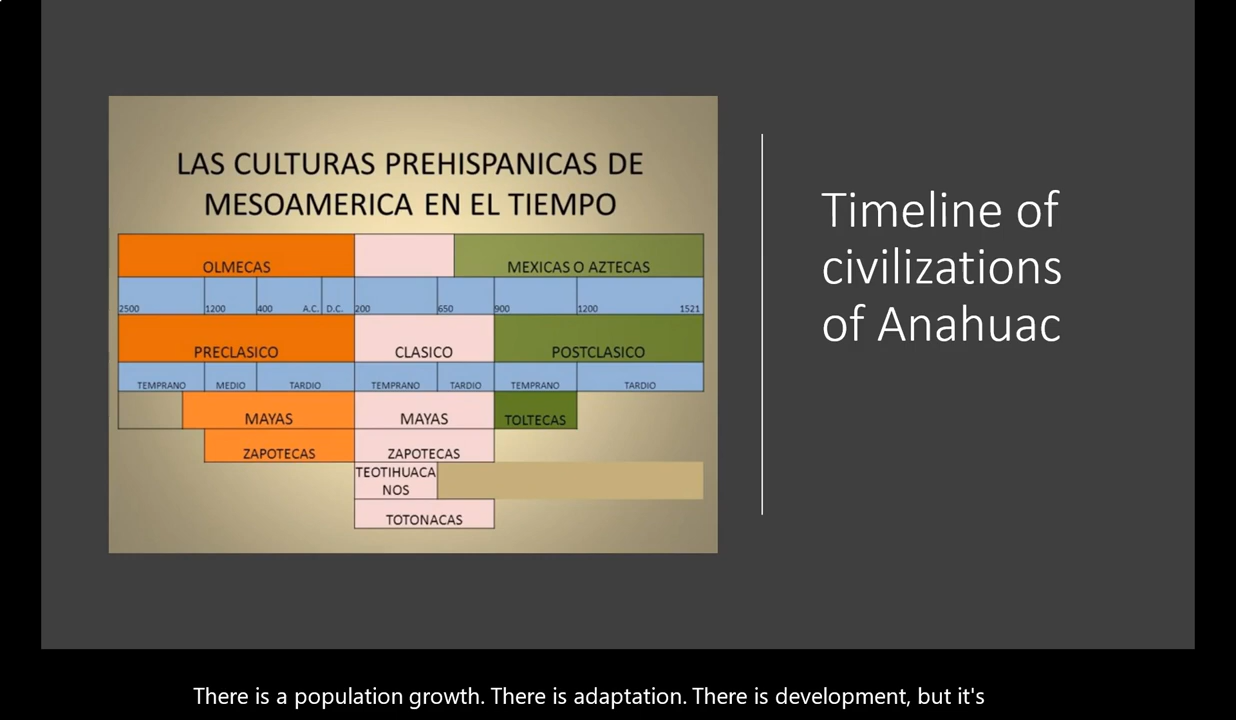 LAS CULTURAS PREHISPANICAS DE
MESOAMERICA EN EL TIEMPO
OLMECAS
MEXICAS O AZTECAS
2500 1200 400 A.C. D.C. 200 650 900 1200 1521
PRECLASICO CLASICO POSTCLASICO
TEMPRANO MEDIO TARDIO TEMPRANO TARDIO TEMPRANO TARDIO
MAYAS MAYAS TOLTECAS
ZAPOTECAS ZAPOTECAS
TEOTIHUACA
NOS
TOTONACAS
Timeline of
civilizations
of Anahuac
There is a population growth. There is adaptation. There is development, but it's